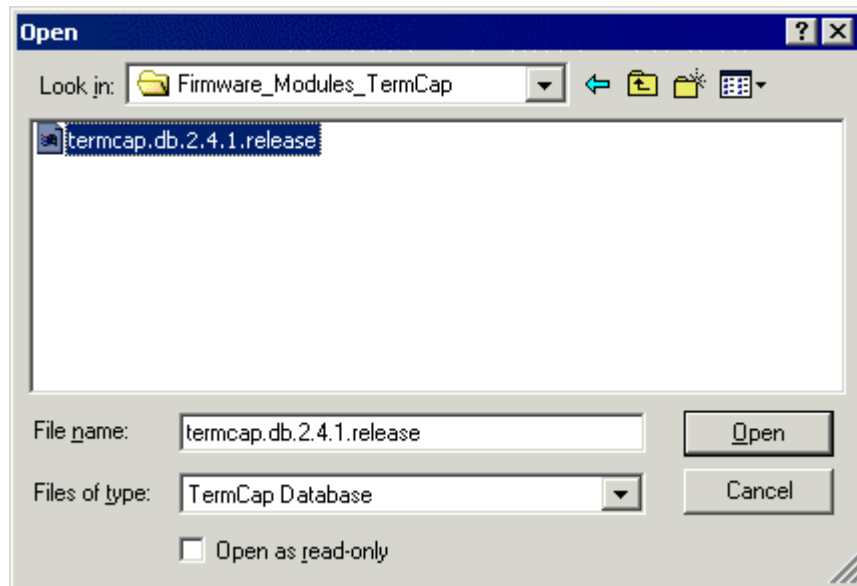 Open
Look in: Firmware_Modules_TermCap
termcap.db.2.4.1.release
File name: termcap.db.2.4.1.release Open
Files of type: TermCap Database Cancel
Open as read-only